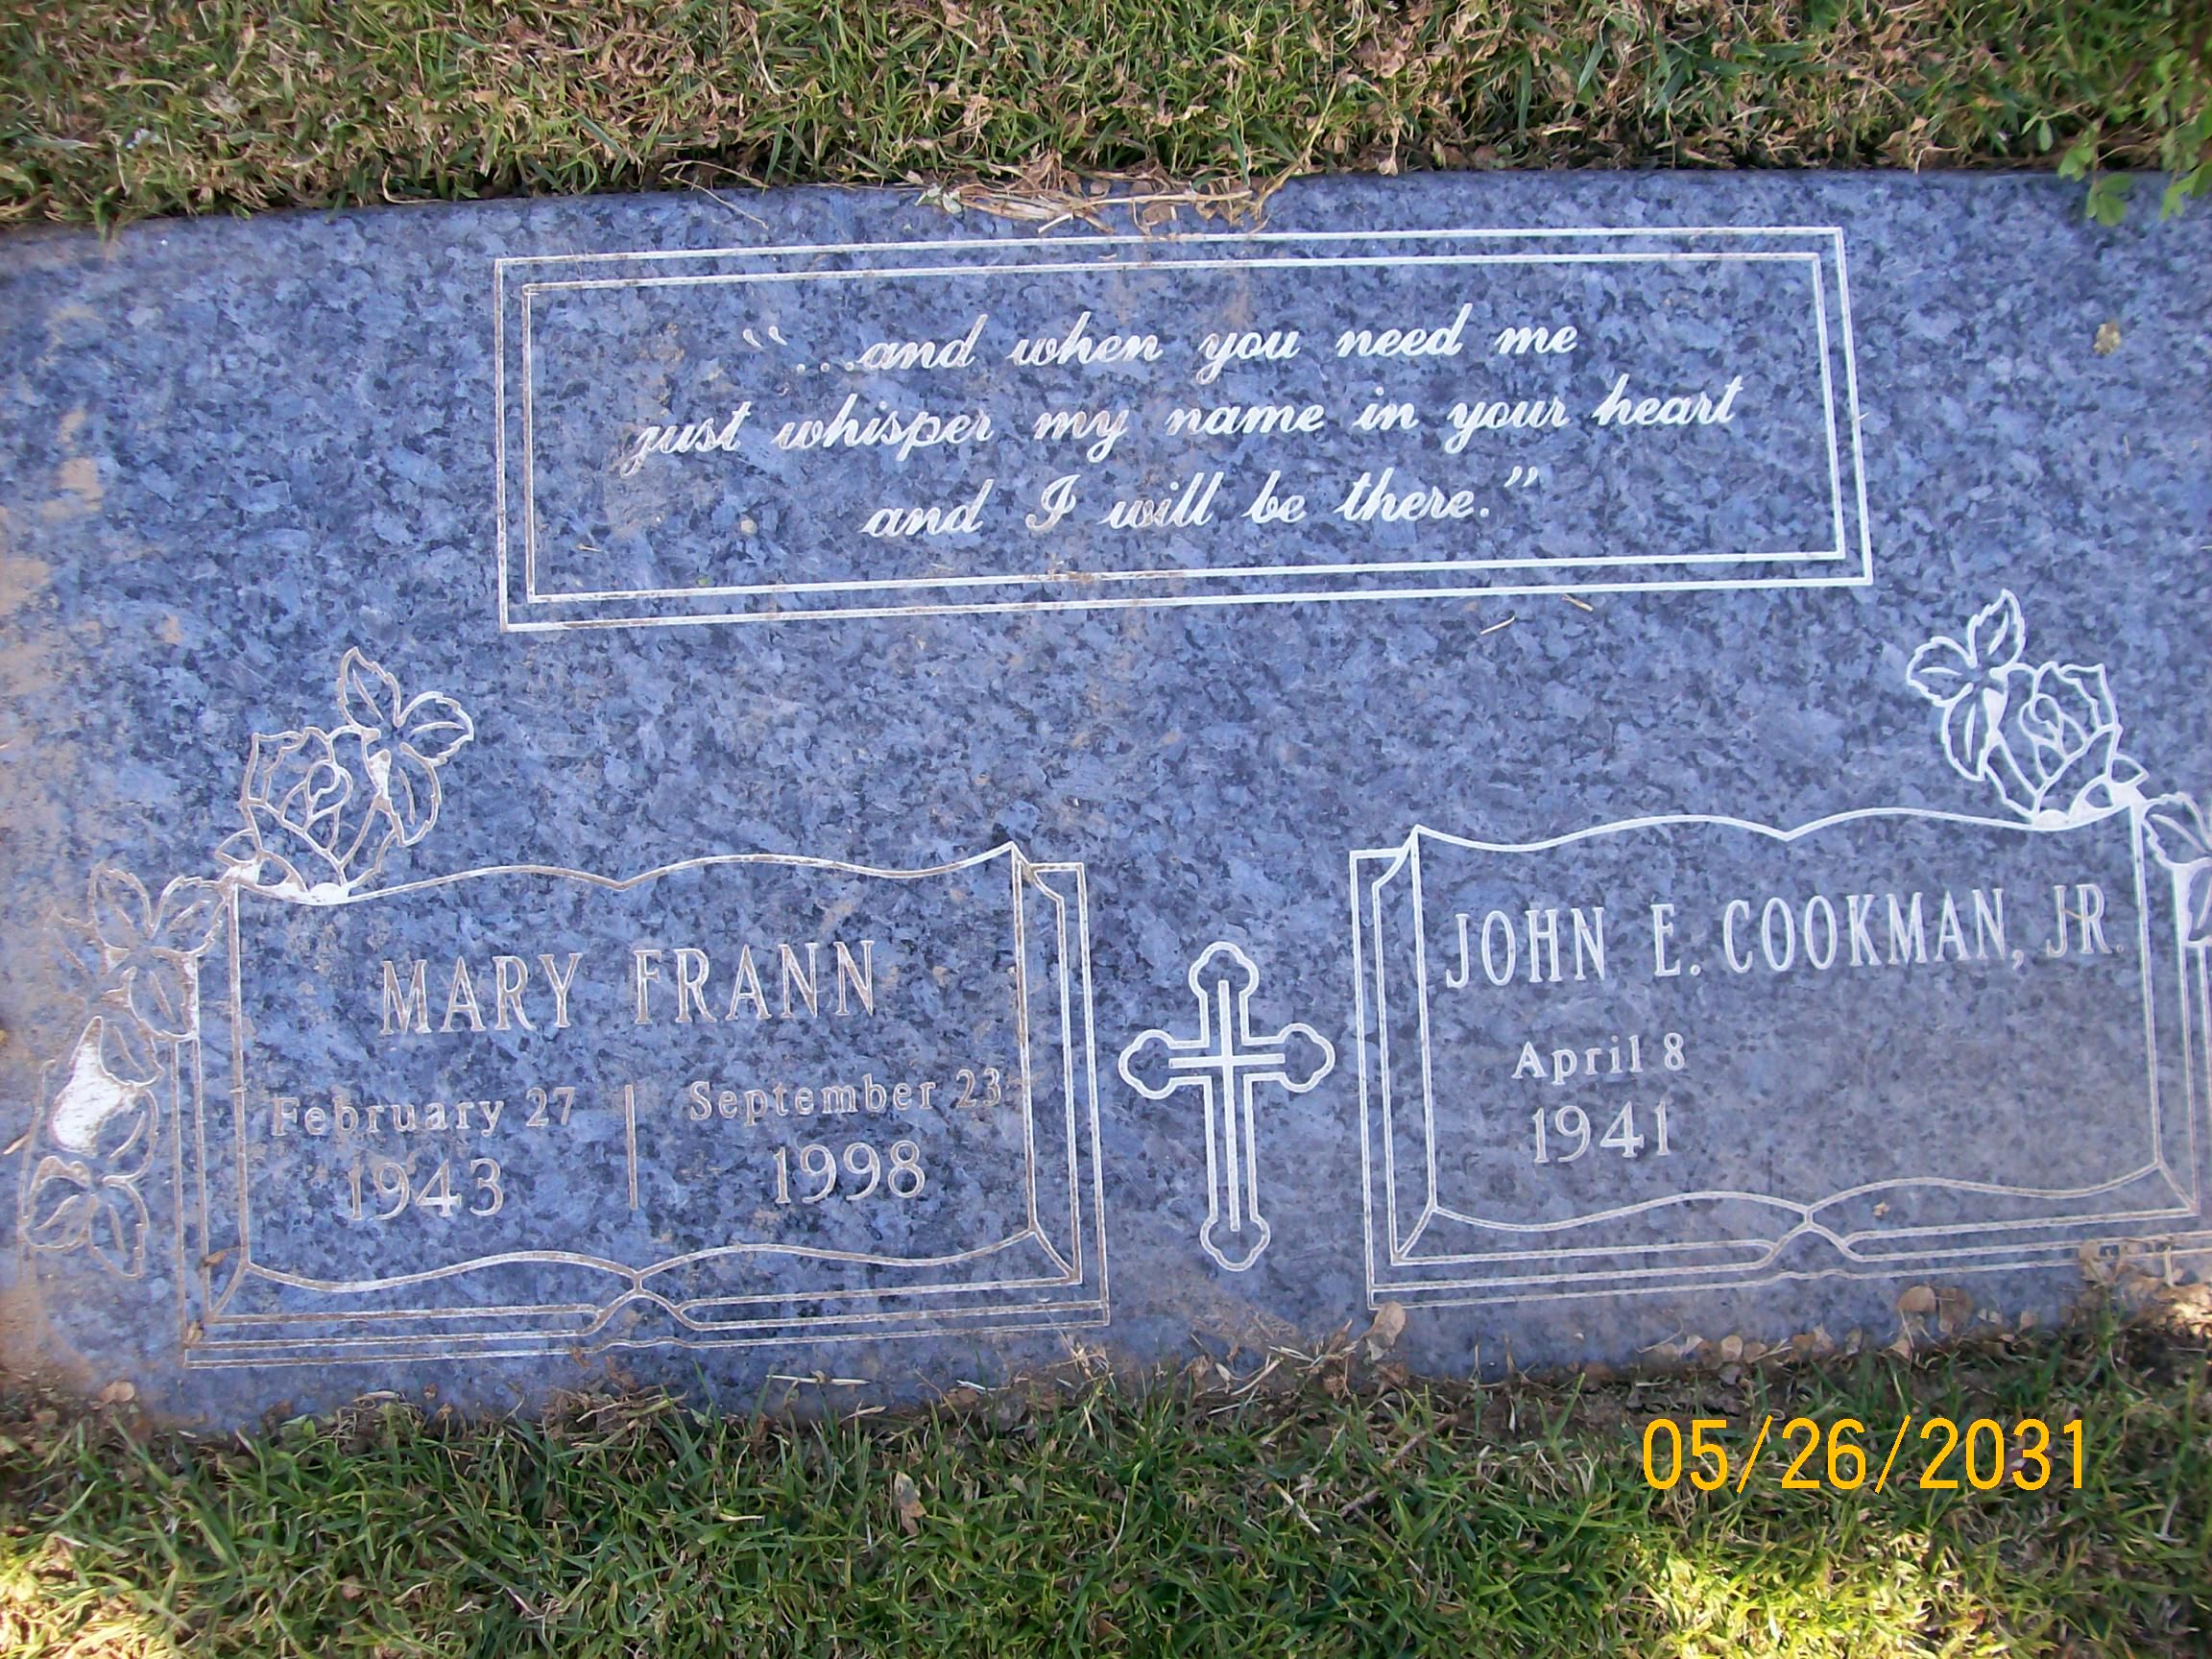 “...and when you need me
just whisper my name in your heart
and I will be there.”
MARY FRANN
February 27 | September 23
1943 | 1998
JOHN E. COOKMAN, JR.
April 8
1941
05/26/2031